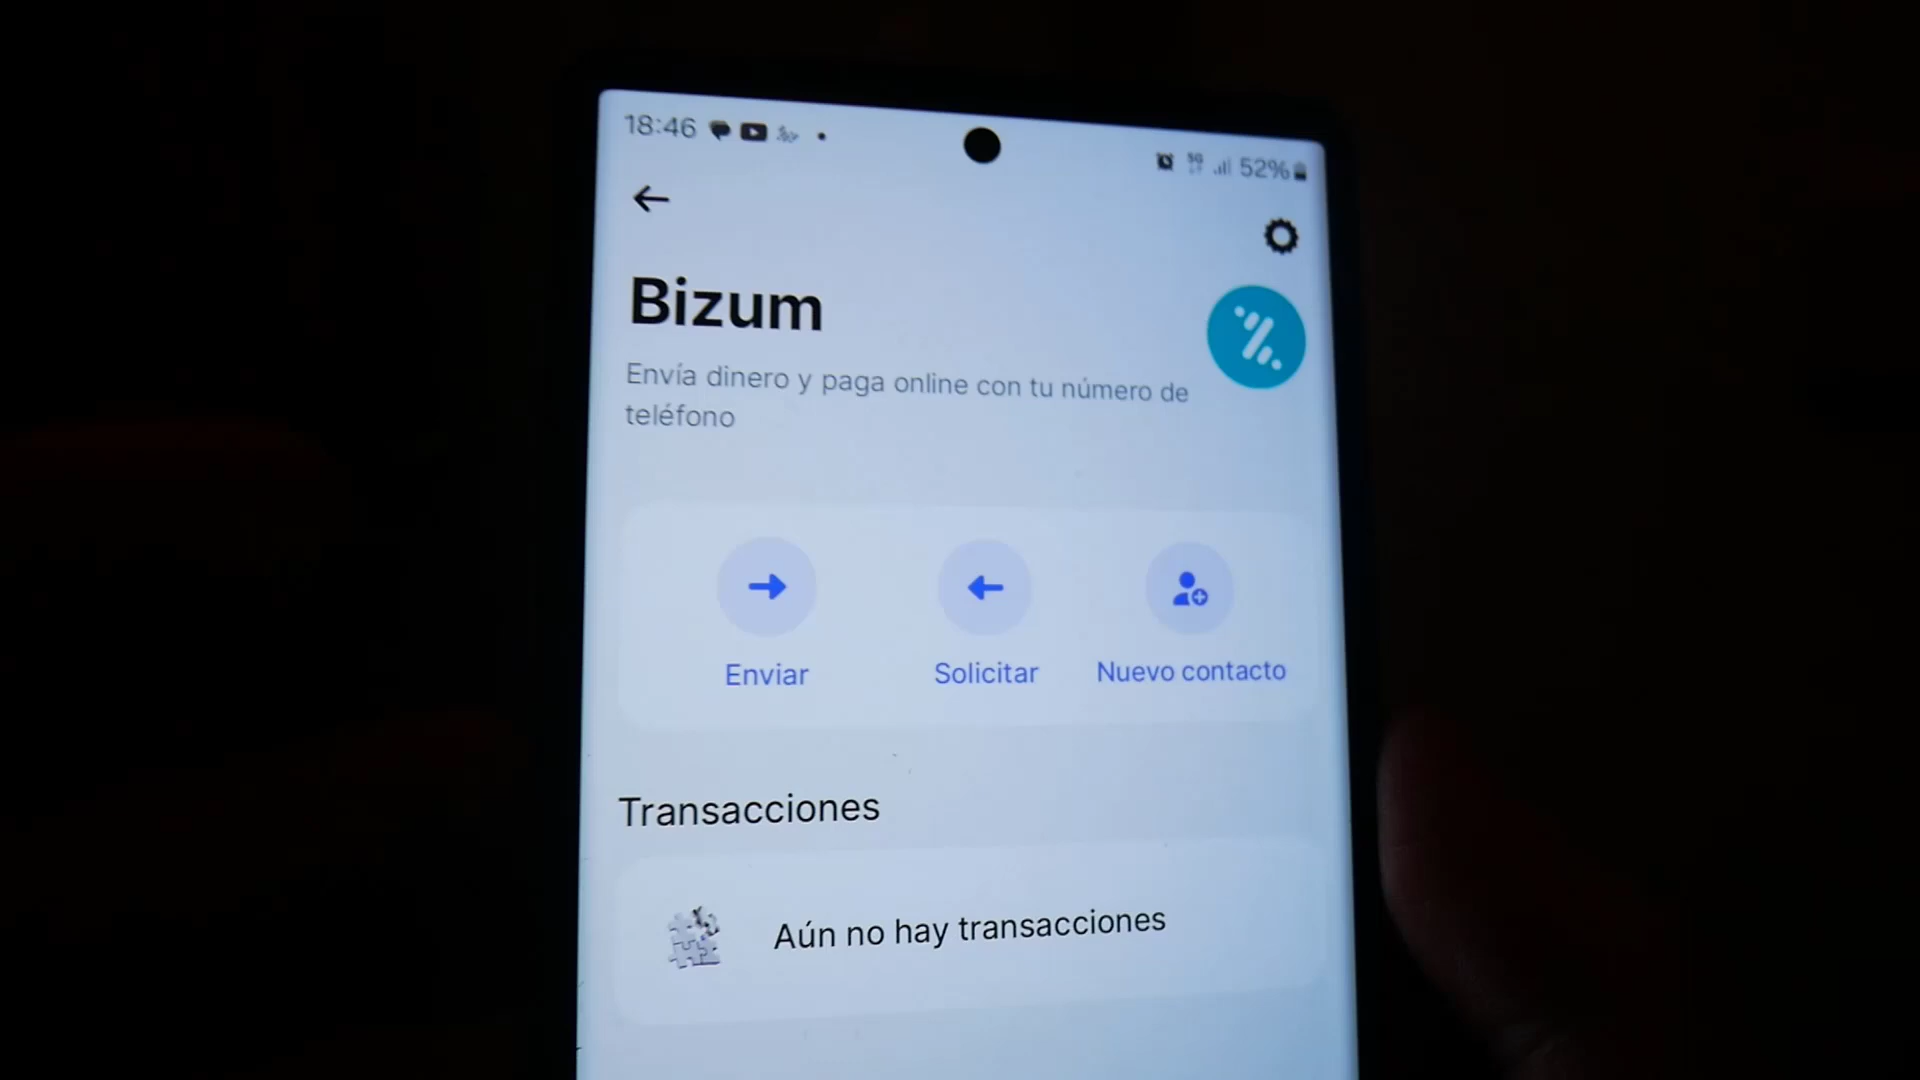 18:46
5G
52%
Bizum
Envía dinero y paga online con tu número de
teléfono
Enviar
Solicitar
Nuevo contacto
Transacciones
Aún no hay transacciones